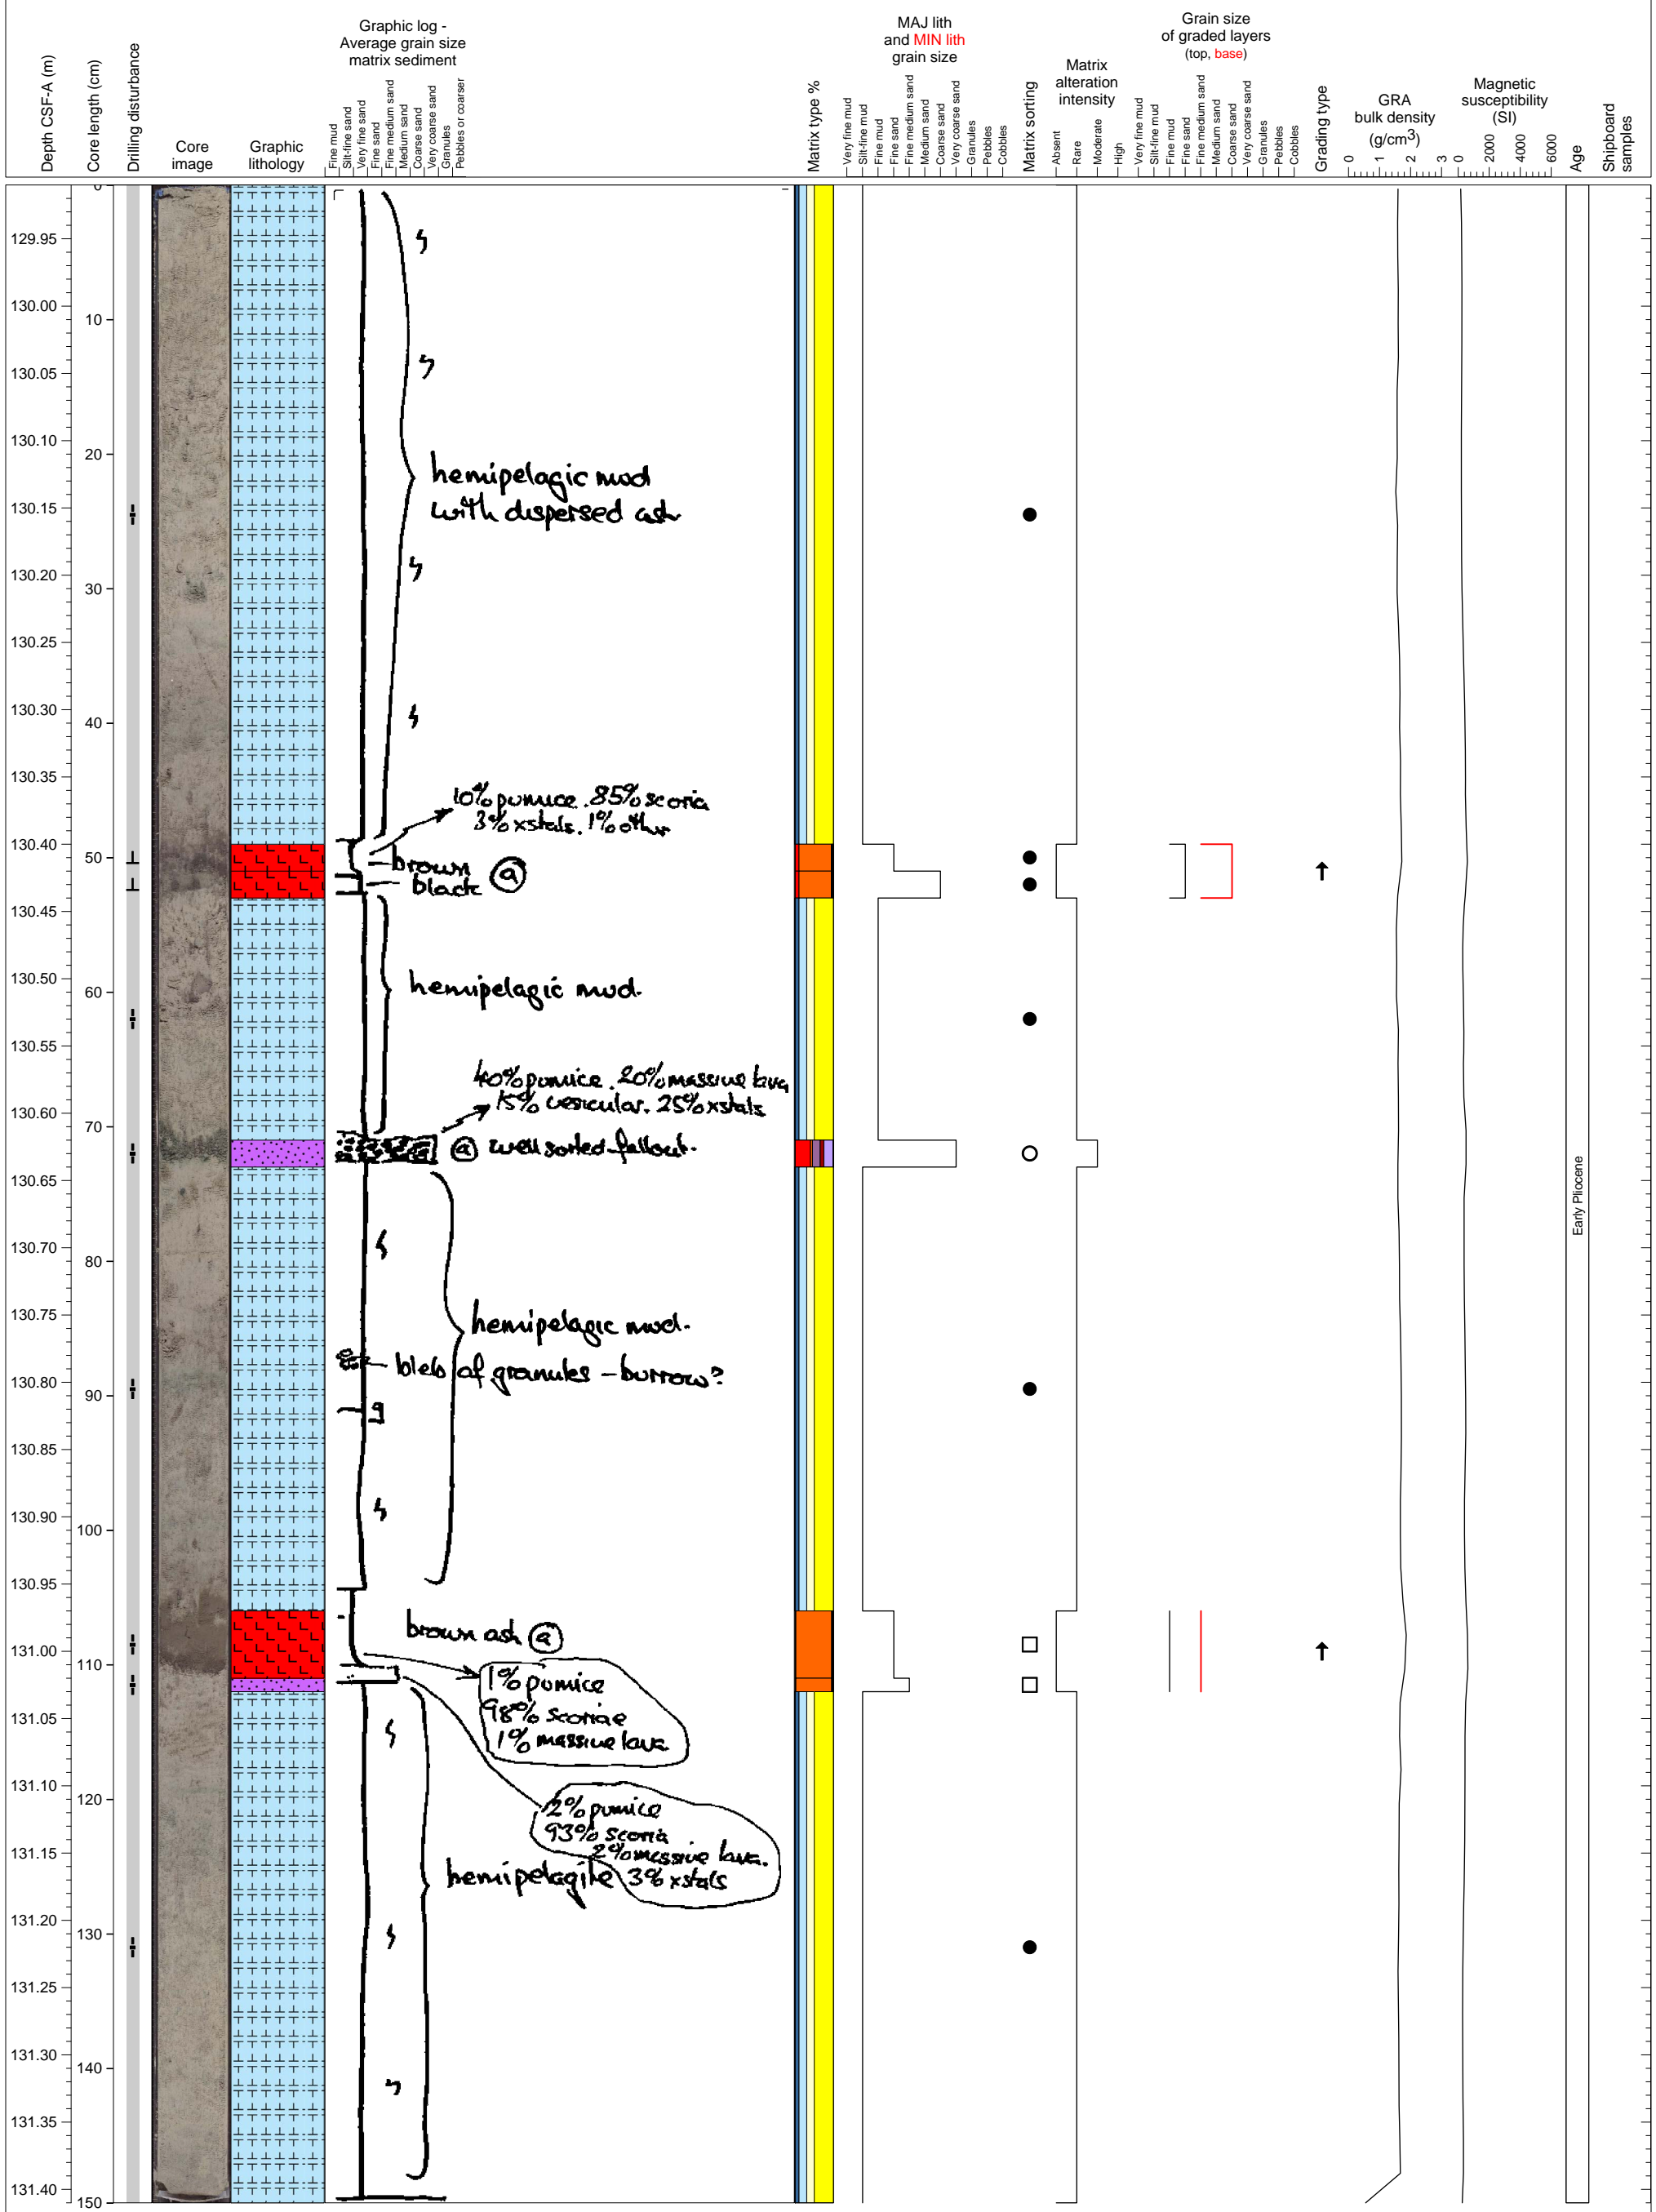 Depth CSF-A (m)
Core length (cm)
Drilling disturbance
Core
image
Graphic
lithology
Graphic log -
Average grain size
matrix sediment
Fine mud
Silt-fine sand
Very fine sand
Fine sand
Fine medium sand
Medium sand
Coarse sand
Very coarse sand
Granules
Pebbles or coarser
Matrix type %
MAJ lith
and MIN lith
grain size
Very fine mud
Silt-fine mud
Fine mud
Fine sand
Fine medium sand
Medium sand
Coarse sand
Very coarse sand
Granules
Pebbles
Cobbles
Matrix sorting
Matrix
alteration
intensity
Absent
Rare
Moderate
High
Grain size
of graded layers
(top, base)
Very fine mud
Silt-fine mud
Fine mud
Fine sand
Fine medium sand
Medium sand
Coarse sand
Very coarse sand
Granules
Pebbles
Cobbles
Grading type
GRA
bulk density
(g/cm3)
0 1 2 3
Magnetic
susceptibility
(SI)
0 2000 4000 6000
Age
Shipboard
samples
0
129.95
130.00
10
130.05
130.10
20
hemipelagic mud
with dispersed ash
130.15
130.20
30
130.25
130.30
40
130.35
10% pumice. 85% scoria
3% xstals. 1% other
130.40
50
brown
black a
130.45
130.50
60
hemipelagic mud.
130.55
40% pumice. 20% massive lava
15% vesicular. 25% xstals
130.60
70
a well sorted fallout.
130.65
130.70
80
Early Pliocene
130.75
hemipelagic mud.
blebs of granules - burrow?
130.80
90
130.85
130.90
100
130.95
brown ash a
131.00
110
1% pumice
98% scoriae
1% massive lava
131.05
131.10
120
2% pumice
93% scoria
2% massive lava.
3% xstals
131.15
hemipelagite
131.20
130
131.25
131.30
140
131.35
131.40
150